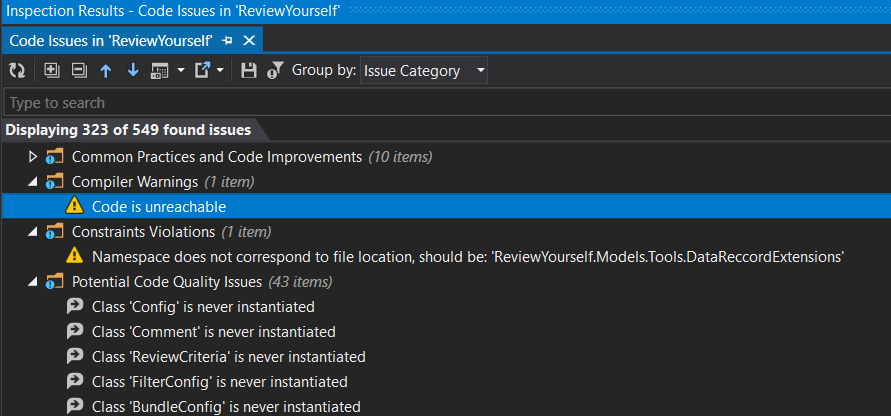 Inspection Results - Code Issues in 'ReviewYourself'
Code Issues in 'ReviewYourself'
Group by: Issue Category
Type to search
Displaying 323 of 549 found issues
Common Practices and Code Improvements (10 items)
Compiler Warnings (1 item)
Code is unreachable
Constraints Violations (1 item)
Namespace does not correspond to file location, should be: 'ReviewYourself.Models.Tools.DataReccordExtensions'
Potential Code Quality Issues (43 items)
Class 'Config' is never instantiated
Class 'Comment' is never instantiated
Class 'ReviewCriteria' is never instantiated
Class 'FilterConfig' is never instantiated
Class 'BundleConfig' is never instantiated